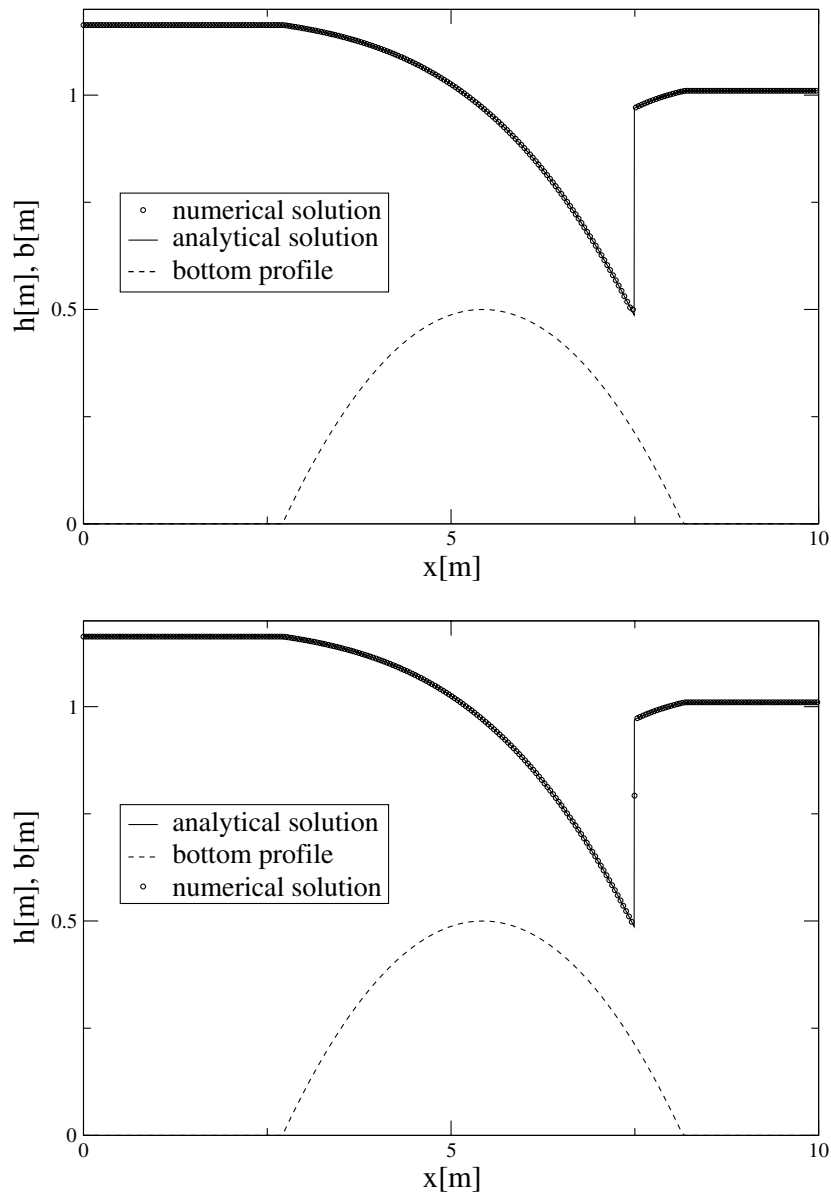 1
0.5
0
h[m], b[m]
numerical solution
analytical solution
bottom profile
0
5
10
x[m]
1
0.5
0
h[m], b[m]
analytical solution
bottom profile
numerical solution
0
5
10
x[m]